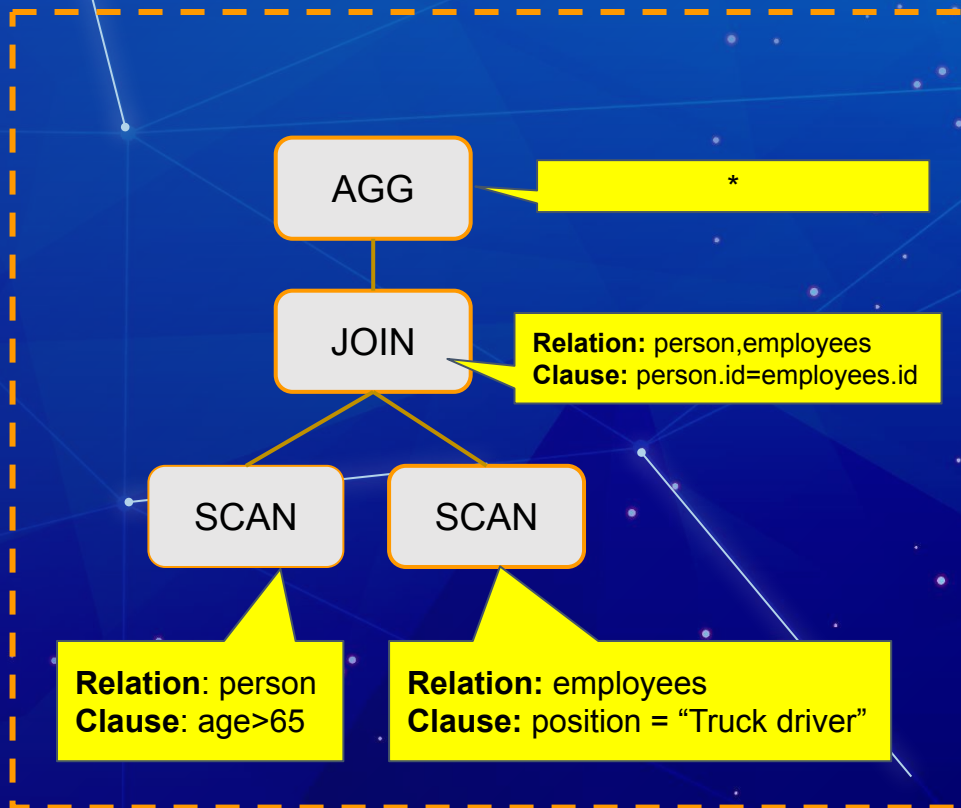 AGG
*
JOIN
Relation: person,employees
Clause: person.id=employees.id
SCAN
SCAN
Relation: person
Clause: age>65
Relation: employees
Clause: position = “Truck driver”